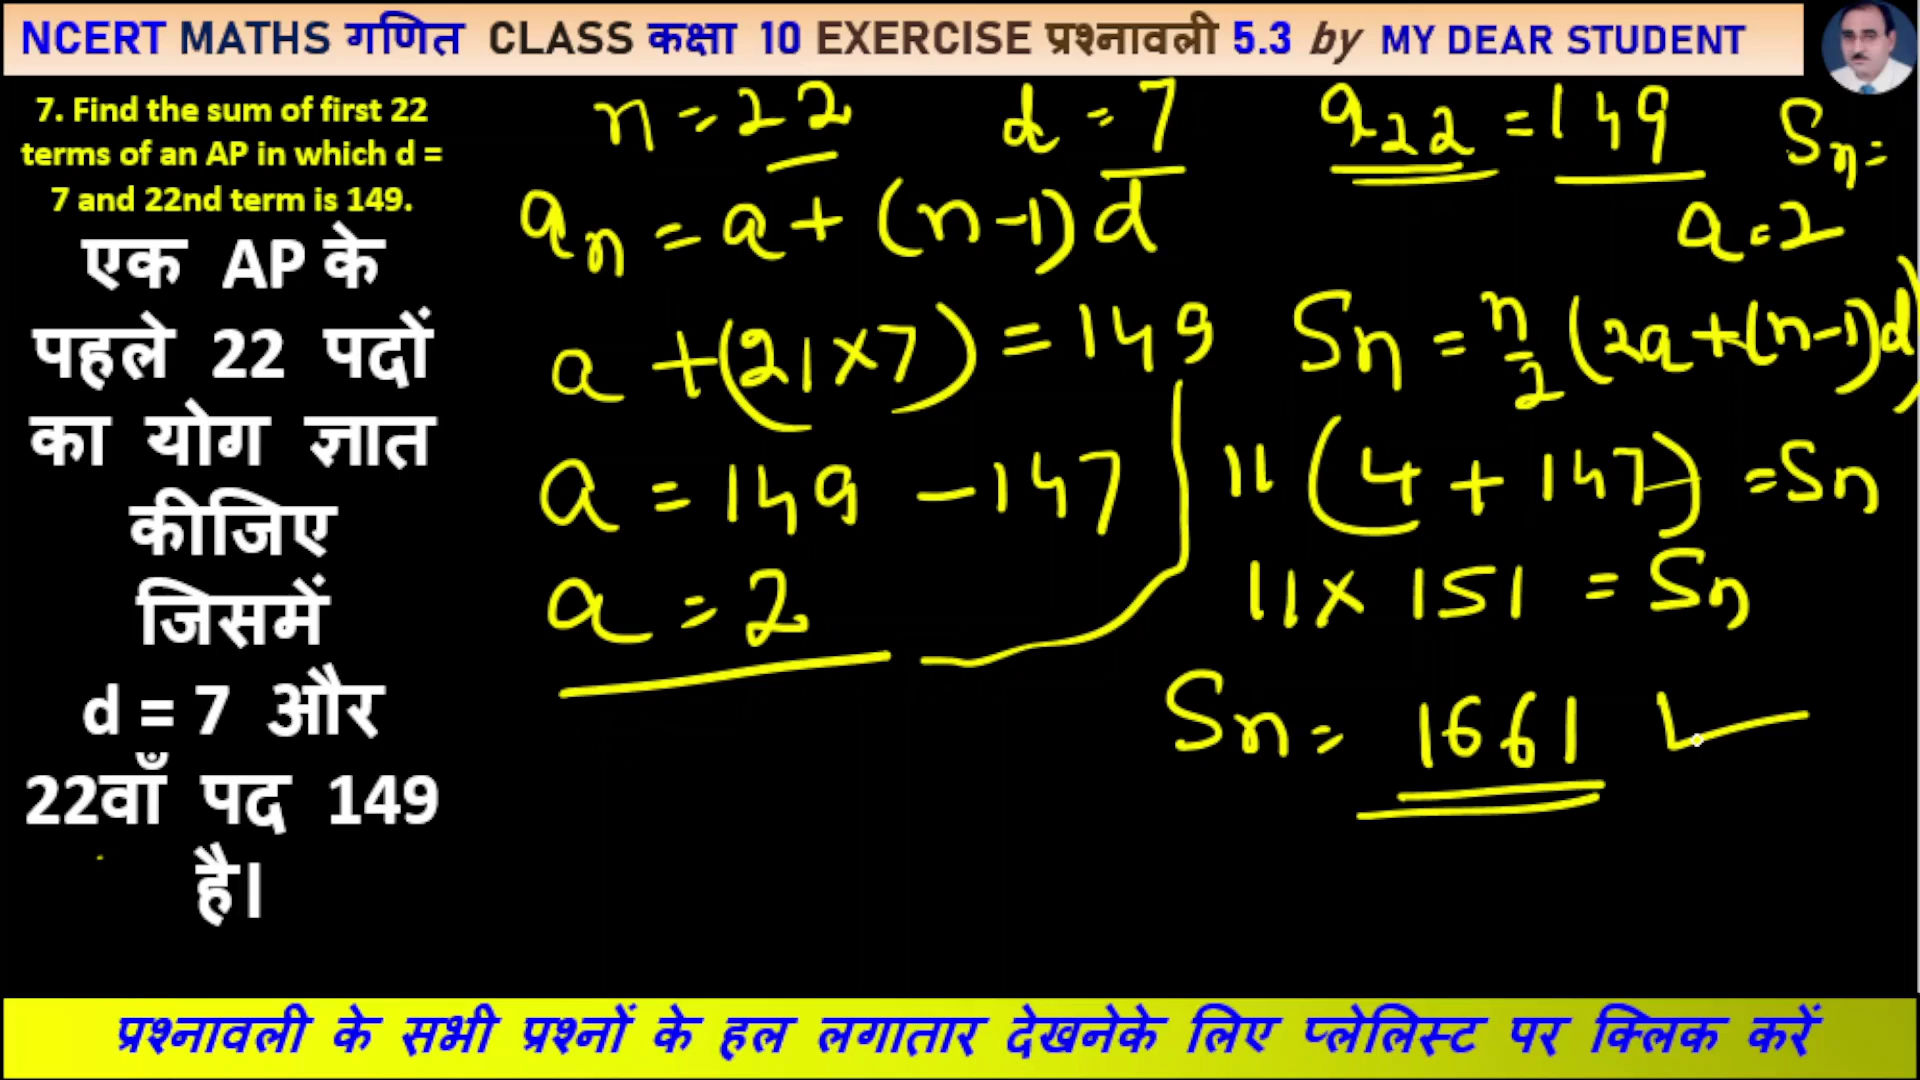 NCERT MATHS गणित CLASS कक्षा 10 EXERCISE प्रश्नावली 5.3 by MY DEAR STUDENT
7. Find the sum of first 22
terms of an AP in which d =
7 and 22nd term is 149.
एक AP के
पहले 22 पदों
का योग ज्ञात
कीजिए
जिसमें
d = 7 और
22वाँ पद 149
है।
n = 22 d = 7 a₂₂ = 149 Sn =
an = a + (n-1) d
a = 2
a + (21×7) = 149
a = 149 - 147
a = 2
Sn = n/2 (2a+(n-1)d)
11 (4 + 147) = Sn
11 × 151 = Sn
Sn = 1661
प्रश्नावली के सभी प्रश्नों के हल लगातार देखनेके लिए प्लेलिस्ट पर क्लिक करें